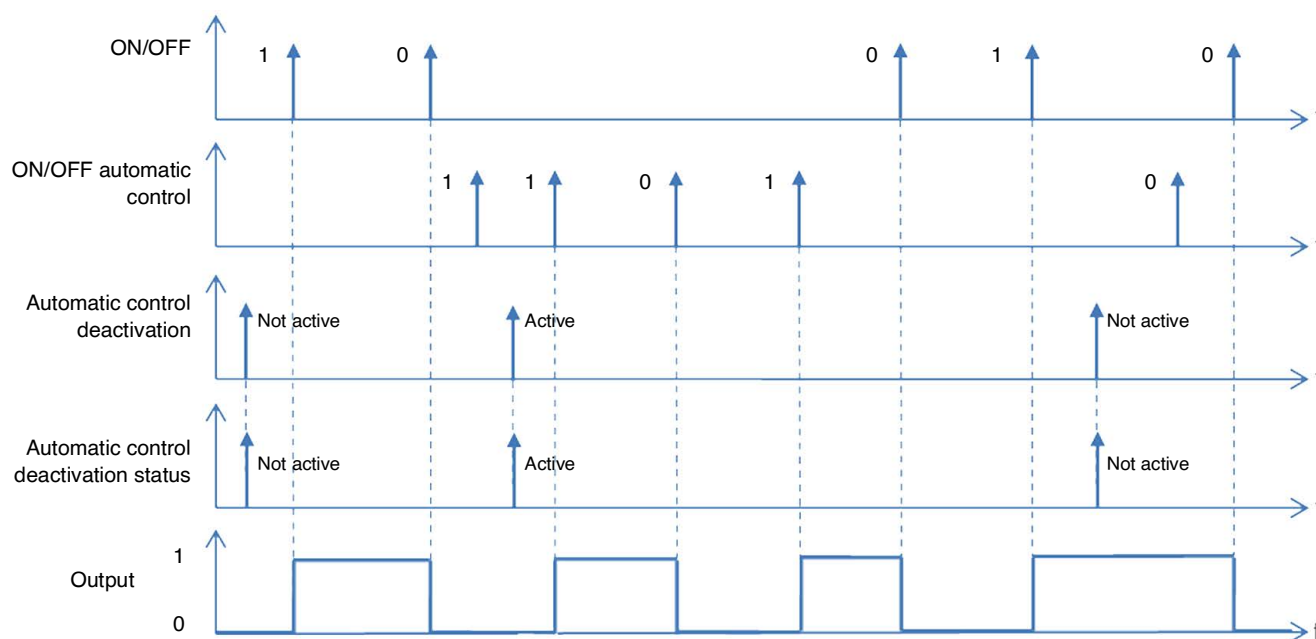 ON/OFF
1
0
0
1
0
ON/OFF automatic
control
1
1
0
1
0
Automatic control
deactivation
Not active
Active
Not active
Automatic control
deactivation status
Not active
Active
Not active
1
Output
0